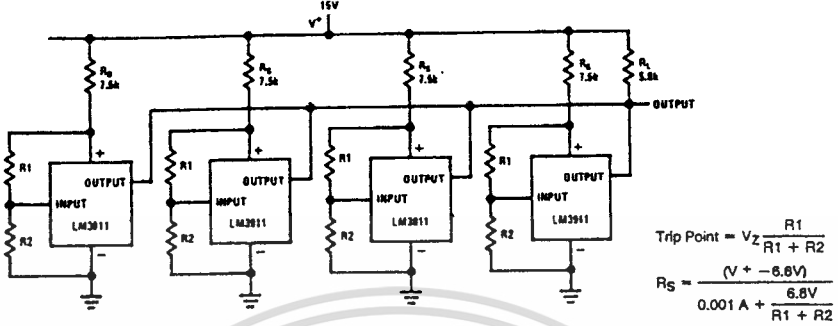 15V
V+
RS
7.5k
RS
7.5k
RS
7.5k
RS
7.5k
RL
5.8k
OUTPUT
R1
OUTPUT
INPUT
LM3911
R2
+
−
R1
OUTPUT
INPUT
LM3911
R2
+
−
R1
OUTPUT
INPUT
LM3911
R2
+
−
R1
OUTPUT
INPUT
LM3911
R2
+
−
Trip Point = VZ R1 / R1 + R2
RS = (V + −6.8V) / 0.001 A + 6.8V / R1 + R2